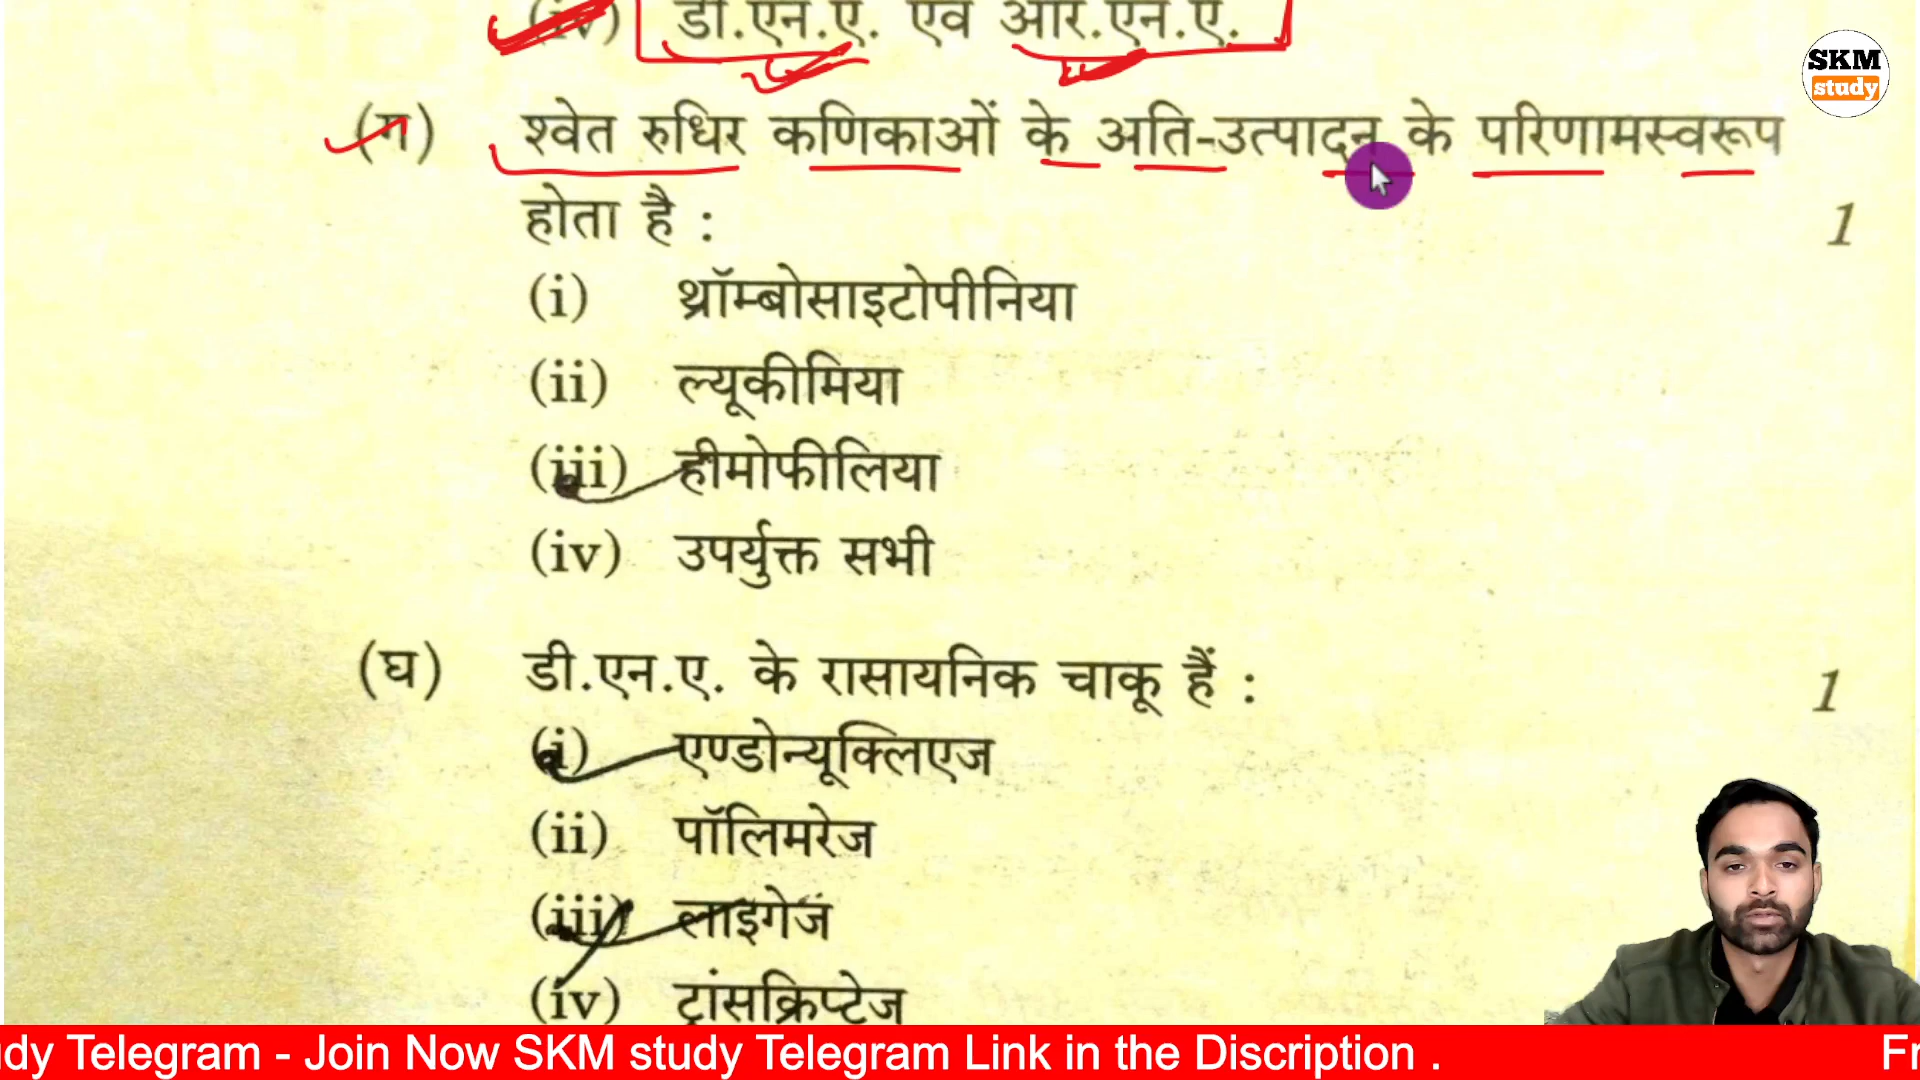 (iv) डी.एन.ए. एवं आर.एन.ए.
SKM
study
(ग) श्वेत रुधिर कणिकाओं के अति-उत्पादन के परिणामस्वरूप
होता है : 1
(i) थ्रॉम्बोसाइटोपीनिया
(ii) ल्यूकीमिया
(iii) हीमोफीलिया
(iv) उपर्युक्त सभी
(घ) डी.एन.ए. के रासायनिक चाकू हैं : 1
(i) एण्डोन्यूक्लिएज
(ii) पॉलिमरेज
(iii) लाइगेज
(iv) ट्रांसक्रिप्टेज
dy Telegram - Join Now SKM study Telegram Link in the Discription . Fr